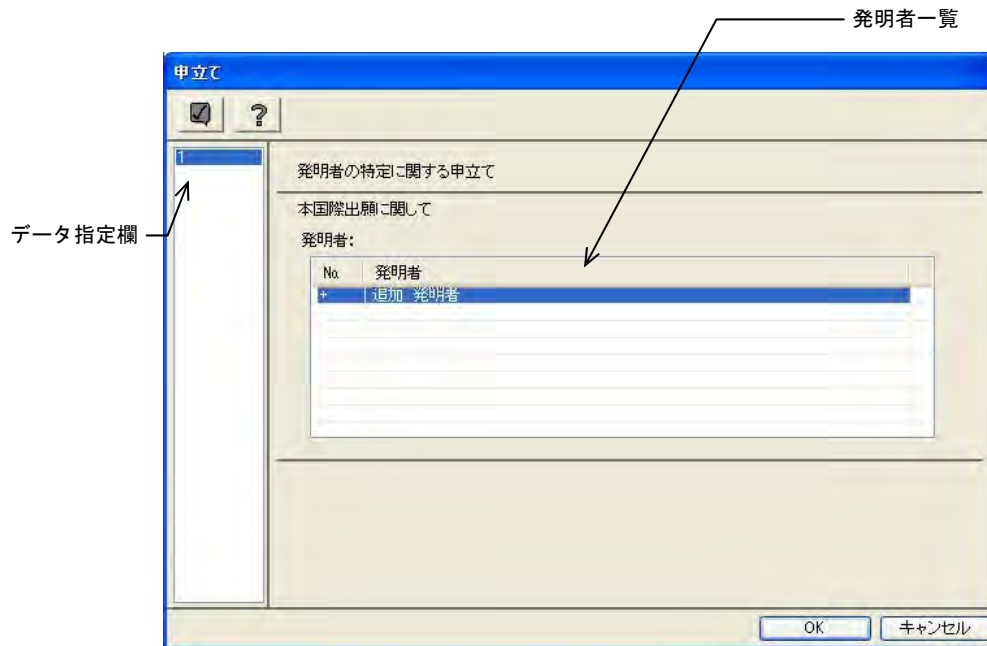 発明者一覧
申立て
?
1
発明者の特定に関する申立て
本国際出願に関して
データ指定欄
発明者:
No. 発明者
+ 追加 発明者
OK キャンセル